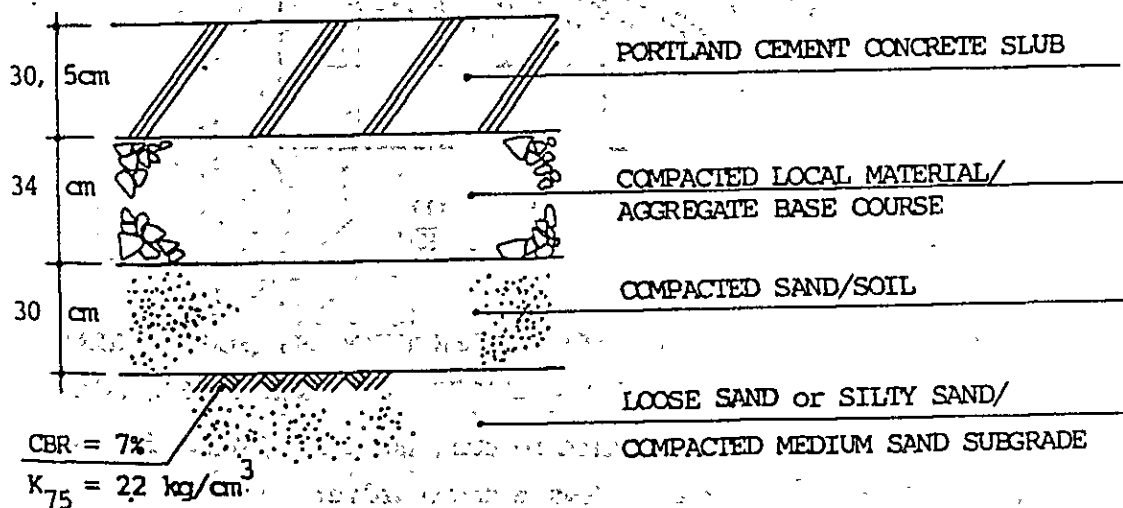 30, 5cm
PORTLAND CEMENT CONCRETE SLUB
34 cm
COMPACTED LOCAL MATERIAL/
AGGREGATE BASE COURSE
30 cm
COMPACTED SAND/SOIL
LOOSE SAND or SILTY SAND/
COMPACTED MEDIUM SAND SUBGRADE
CBR = 7%
K75 = 22 kg/cm3